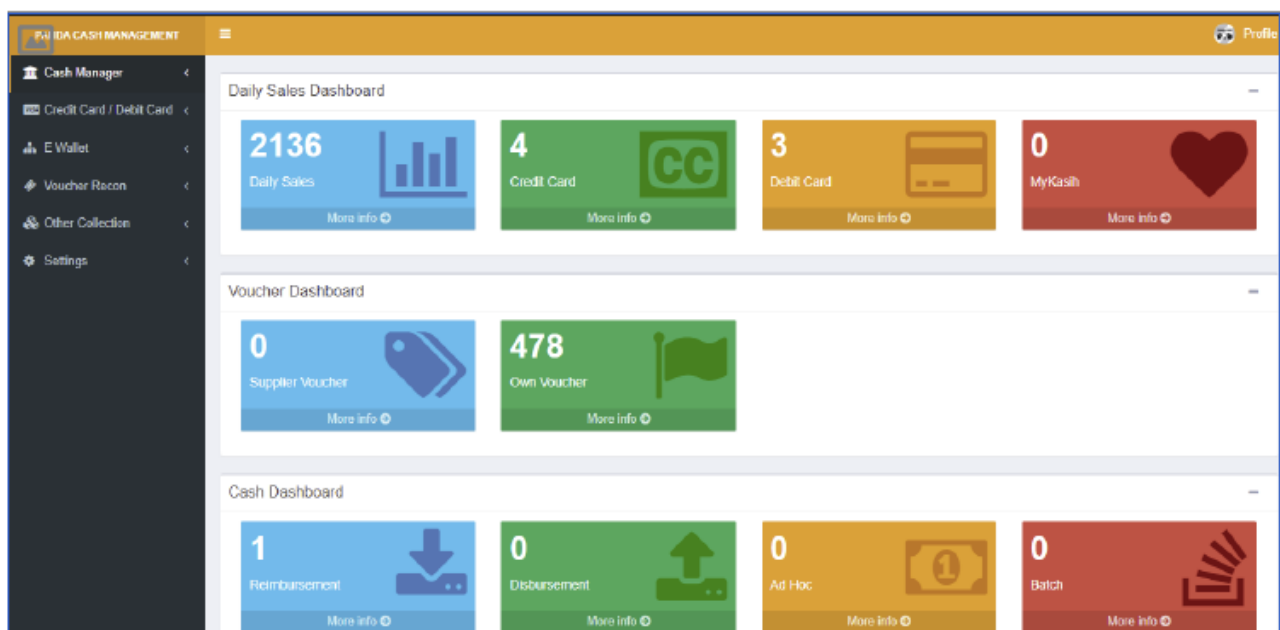 PANDA CASH MANAGEMENT
Profile
Cash Manager
Credit Card / Debit Card
E Wallet
Voucher Recon
Other Collection
Settings
Daily Sales Dashboard
2136
Daily Sales
More info
4
Credit Card
CC
More info
3
Debit Card
More info
0
MyKasih
More info
Voucher Dashboard
0
Supplier Voucher
More info
478
Own Voucher
More info
Cash Dashboard
1
Reimbursement
More info
0
Disbursement
More info
0
Ad Hoc
1
More info
0
Batch
More info